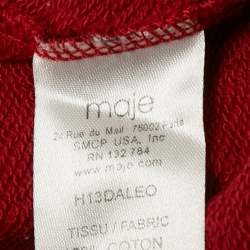 maje
24 Rue du Mail 75002 Paris
SMCP USA, Inc
RN 132 784
www.maje.com
H13DALEO
TISSU / FABRIC
COTON